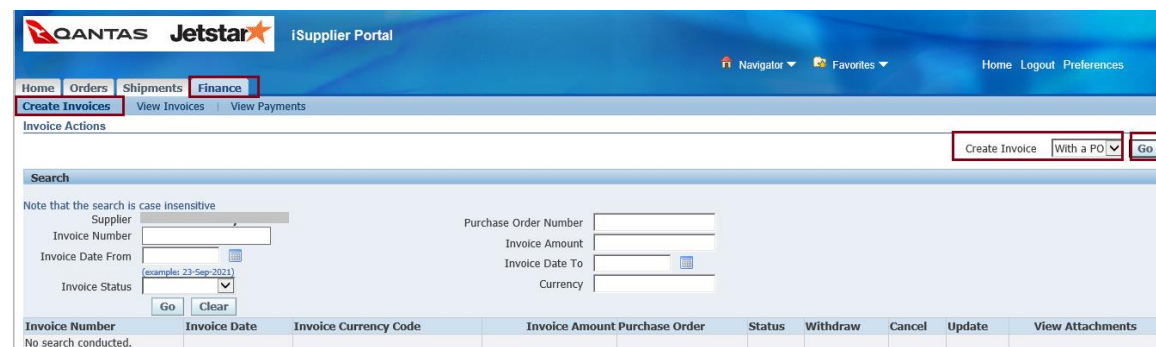 QANTAS Jetstar iSupplier Portal
Navigator Favorites Home Logout Preferences
Home Orders Shipments Finance
Create Invoices View Invoices | View Payments
Invoice Actions
Create Invoice With a PO Go
Search
Note that the search is case insensitive
Supplier
Purchase Order Number
Invoice Number
Invoice Amount
Invoice Date From
Invoice Date To
(example: 23-Sep-2021)
Invoice Status
Currency
Go Clear
Invoice Number Invoice Date Invoice Currency Code Invoice Amount Purchase Order Status Withdraw Cancel Update View Attachments
No search conducted.